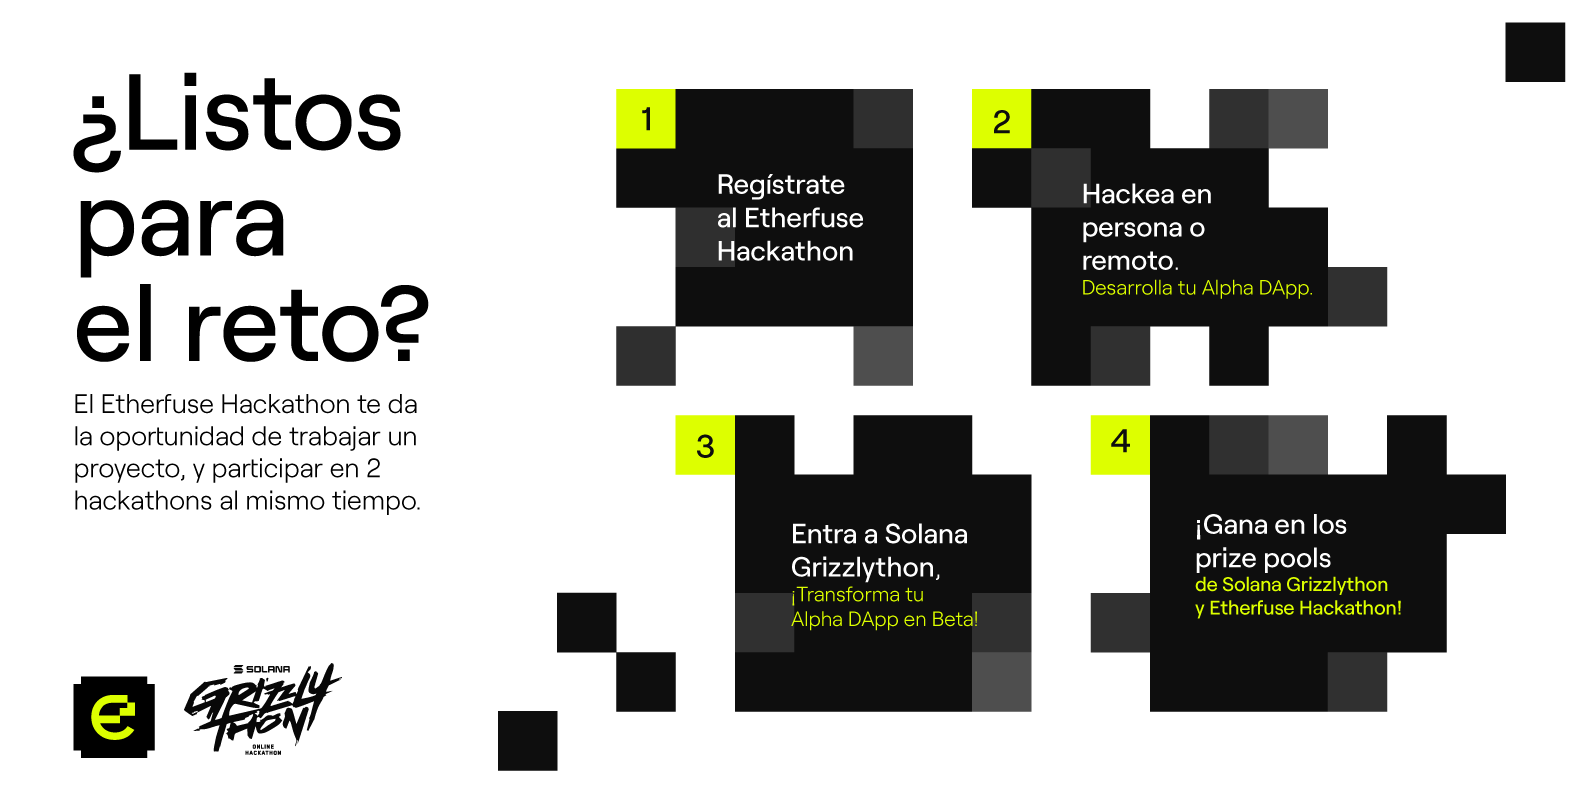 ¿Listos
para
el reto?
El Etherfuse Hackathon te da
la oportunidad de trabajar un
proyecto, y participar en 2
hackathons al mismo tiempo.
1
Regístrate
al Etherfuse
Hackathon
2
Hackea en
persona o
remoto.
Desarrolla tu Alpha DApp.
3
Entra a Solana
Grizzlython,
¡Transforma tu
Alpha DApp en Beta!
4
¡Gana en los
prize pools
de Solana Grizzlython
y Etherfuse Hackathon!
e
SOLANA
GRIZZLY
THON
ONLINE
HACKATHON